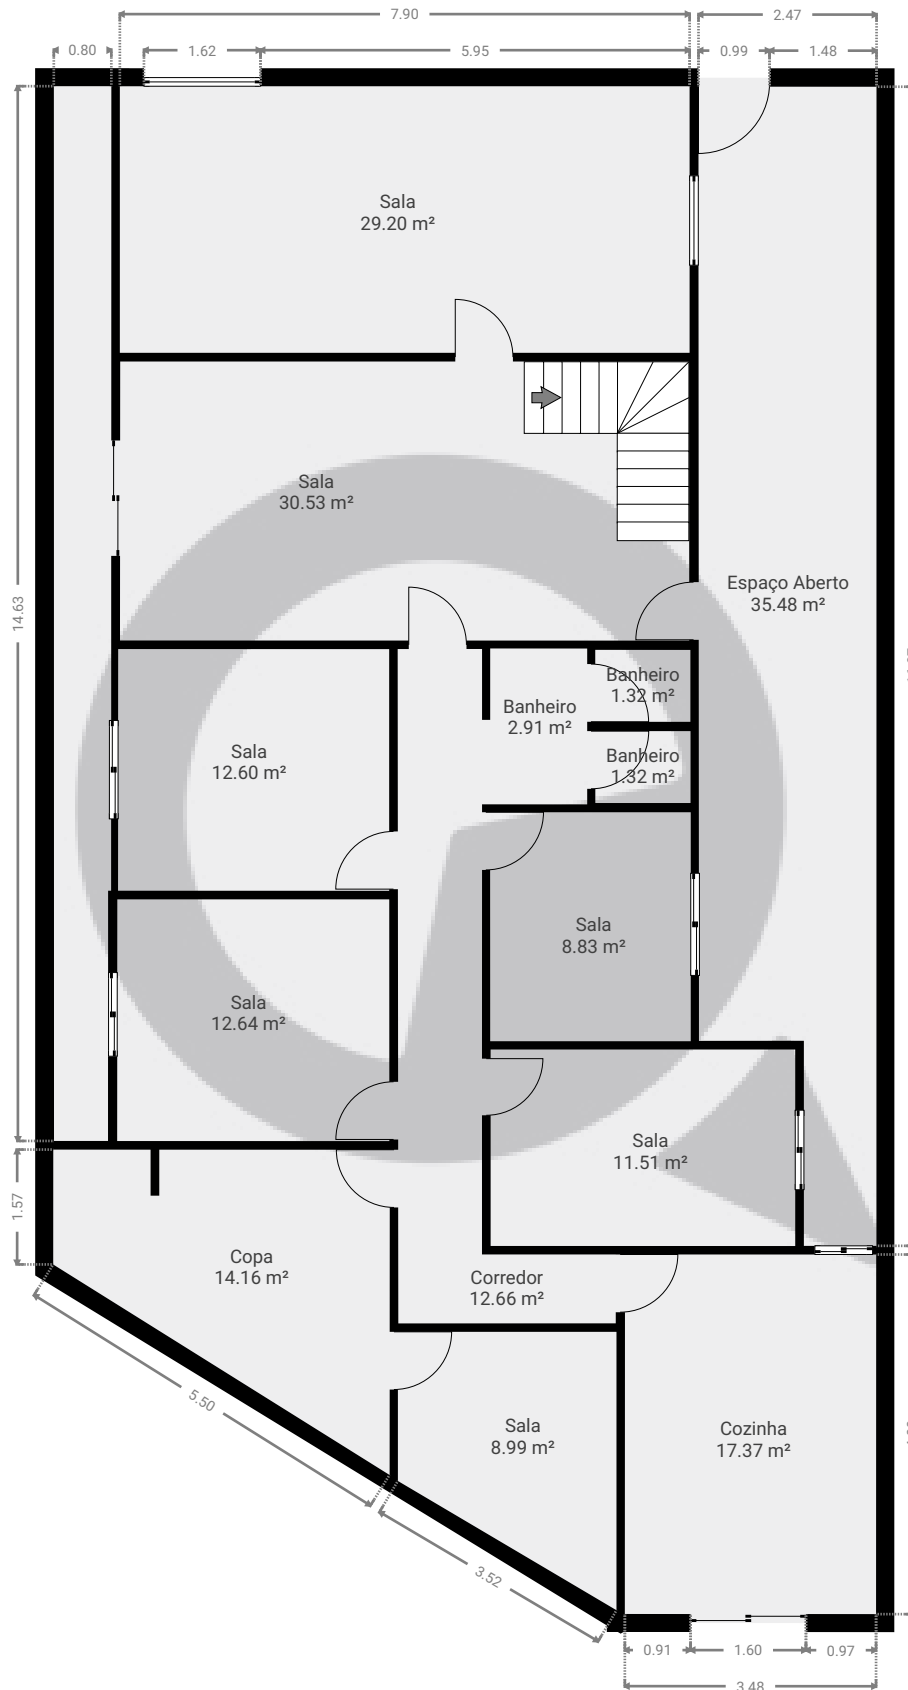 7.90
2.47
0.80
1.62
5.95
0.99
1.48
Sala
29.20 m²
Sala
30.53 m²
14.63
Espaço Aberto
35.48 m²
Banheiro
1.32 m²
Banheiro
2.91 m²
Sala
12.60 m²
Banheiro
1.32 m²
Sala
8.83 m²
Sala
12.64 m²
Sala
11.51 m²
1.57
Copa
14.16 m²
Corredor
12.66 m²
5.50
Sala
8.99 m²
Cozinha
17.37 m²
3.52
0.91
1.60
0.97
3.48